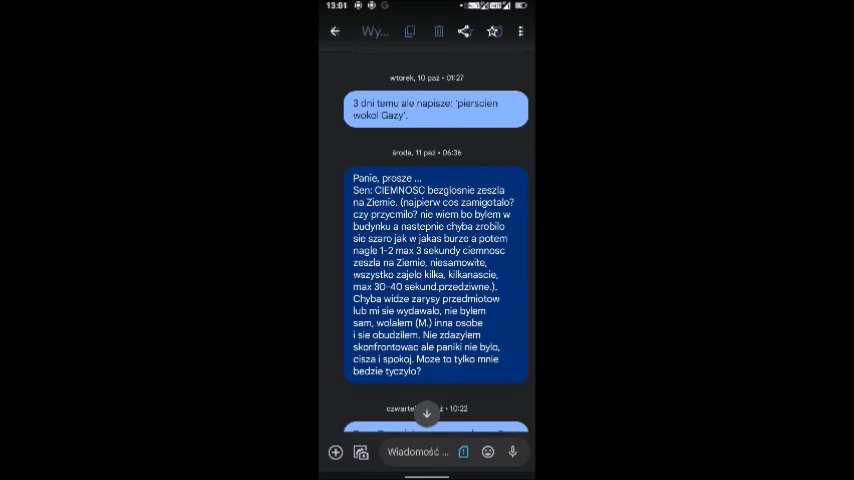 13:01
Wy...
wtorek, 10 paź • 01:27
3 dni temu ale napisze: 'pierscien
wokol Gazy'.
środa, 11 paź • 06:36
Panie, prosze ...
Sen: CIEMNOSC bezglosnie zeszla
na Ziemie. (najpierw cos zamigotalo?
czy przycmilo? nie wiem bo bylem w
budynku a nastepnie chyba zrobilo
sie szaro jak w jakas burze a potem
nagle 1-2 max 3 sekundy ciemnosc
zeszla na Ziemie, niesamowite,
wszystko zajelo kilka, kilkanascie,
max 30-40 sekund.przedziwne.).
Chyba widze zarysy przedmiotow
lub mi sie wydawalo, nie bylem
sam, wolalem (M.) inna osobe
i sie obudzilem. Nie zdazylem
skonfrontowac ale paniki nie bylo,
cisza i spokoj. Moze to tylko mnie
bedzie tyczylo?
czwartek • 10:22
Wiadomość ...
1